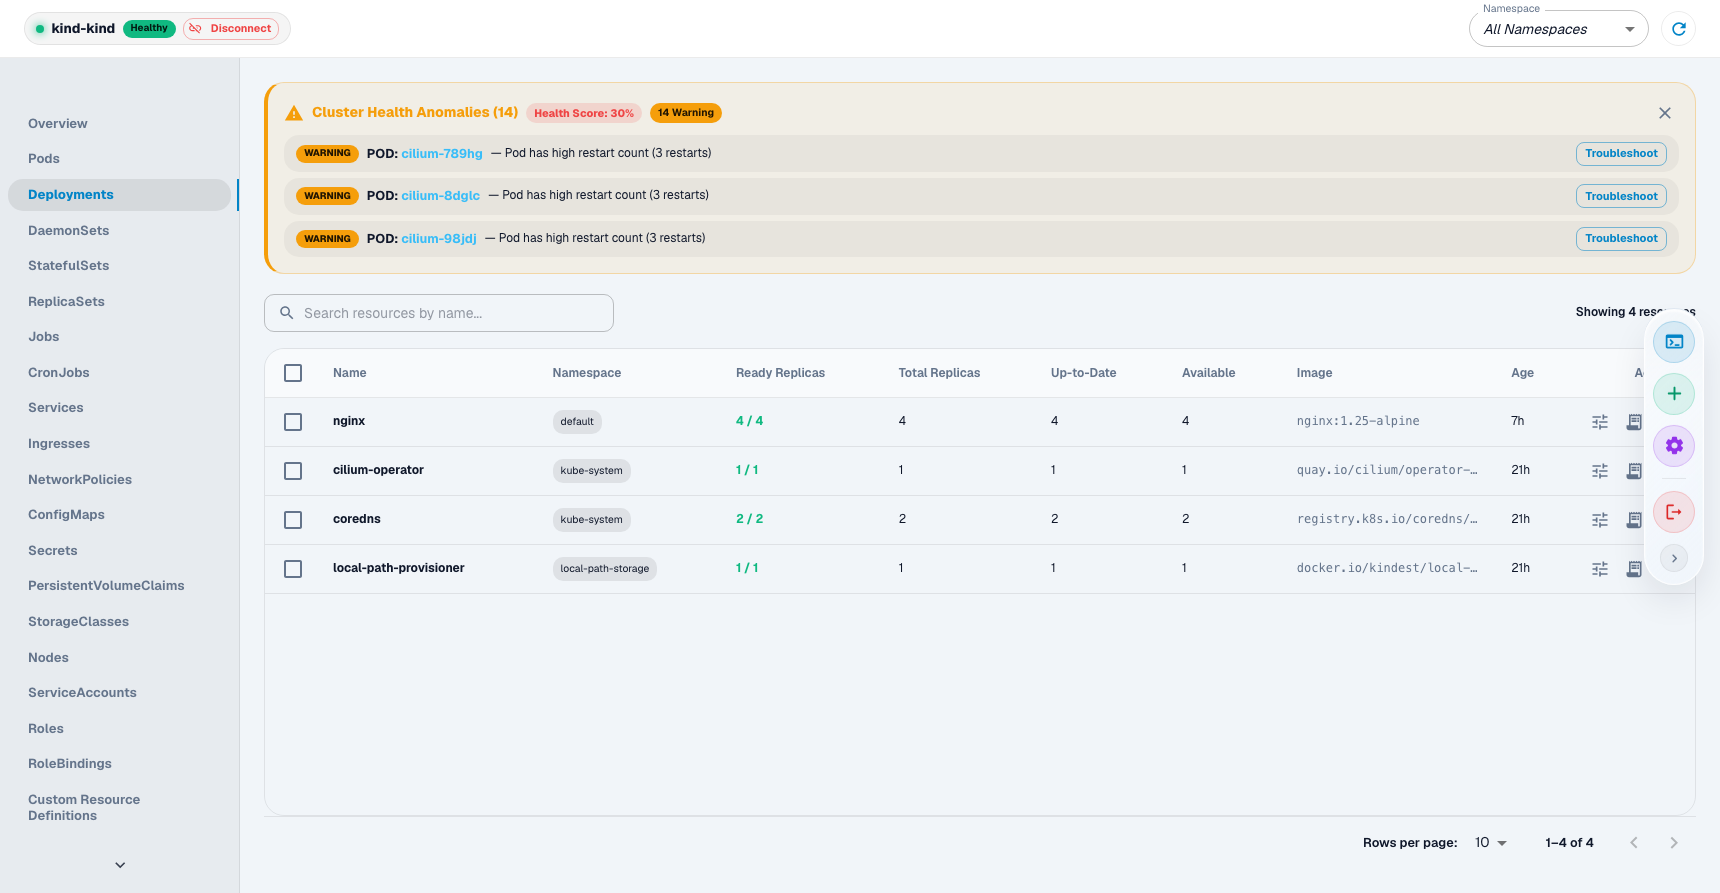 kind-kind Healthy Disconnect
Namespace
All Namespaces
Overview
Pods
Deployments
DaemonSets
StatefulSets
ReplicaSets
Jobs
CronJobs
Services
Ingresses
NetworkPolicies
ConfigMaps
Secrets
PersistentVolumeClaims
StorageClasses
Nodes
ServiceAccounts
Roles
RoleBindings
Custom Resource
Definitions
Cluster Health Anomalies (14) Health Score: 30% 14 Warning
WARNING POD: cilium-789hg — Pod has high restart count (3 restarts) Troubleshoot
WARNING POD: cilium-8dglc — Pod has high restart count (3 restarts) Troubleshoot
WARNING POD: cilium-98jdj — Pod has high restart count (3 restarts) Troubleshoot
Search resources by name...
Showing 4
Name Namespace Ready Replicas Total Replicas Up-to-Date Available Image Age
nginx default 4 / 4 4 4 4 nginx:1.25-alpine 7h
cilium-operator kube-system 1 / 1 1 1 1 quay.io/cilium/operator-… 21h
coredns kube-system 2 / 2 2 2 2 registry.k8s.io/coredns/… 21h
local-path-provisioner local-path-storage 1 / 1 1 1 1 docker.io/kindest/local-… 21h
Rows per page: 10 1–4 of 4